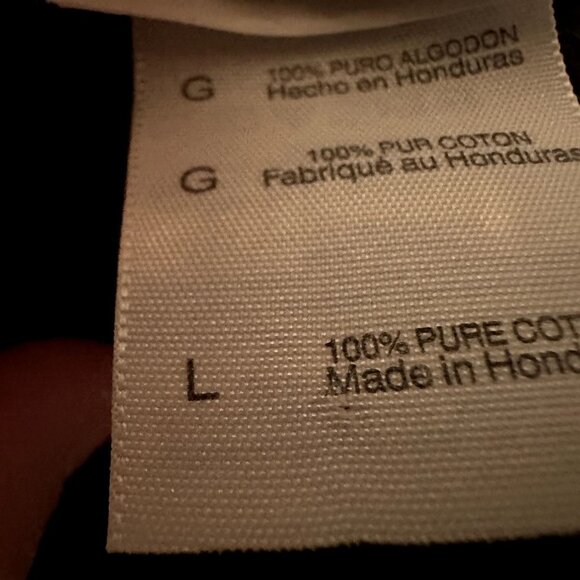 G 100% PURO ALGODON
Hecho en Honduras
G 100% PUR COTON
Fabriqué au Honduras
L 100% PURE COT
Made in Hond